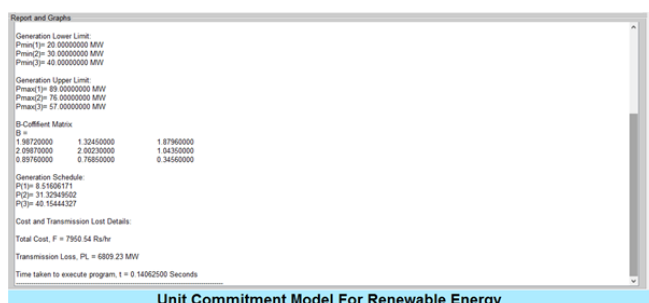 Report and Graphs
Generation Lower Limit:
Pmin(1)= 20.00000000 MW
Pmin(2)= 30.00000000 MW
Pmin(3)= 40.00000000 MW
Generation Upper Limit:
Pmax(1)= 89.00000000 MW
Pmax(2)= 76.00000000 MW
Pmax(3)= 57.00000000 MW
B-Coffifient Matrix
B =
1.98720000 1.32450000 1.87960000
2.09870000 2.00230000 1.04350000
0.89760000 0.76850000 0.34560000
Generation Schedule:
P(1)= 8.51606171
P(2)= 31.32949502
P(3)= 40.15444327
Cost and Transmission Lost Details:
Total Cost, F = 7950.54 Rs/hr
Transmission Loss, PL = 6809.23 MW
Time taken to execute program, t = 0.14062500 Seconds
Unit Commitment Model For Renewable Energy